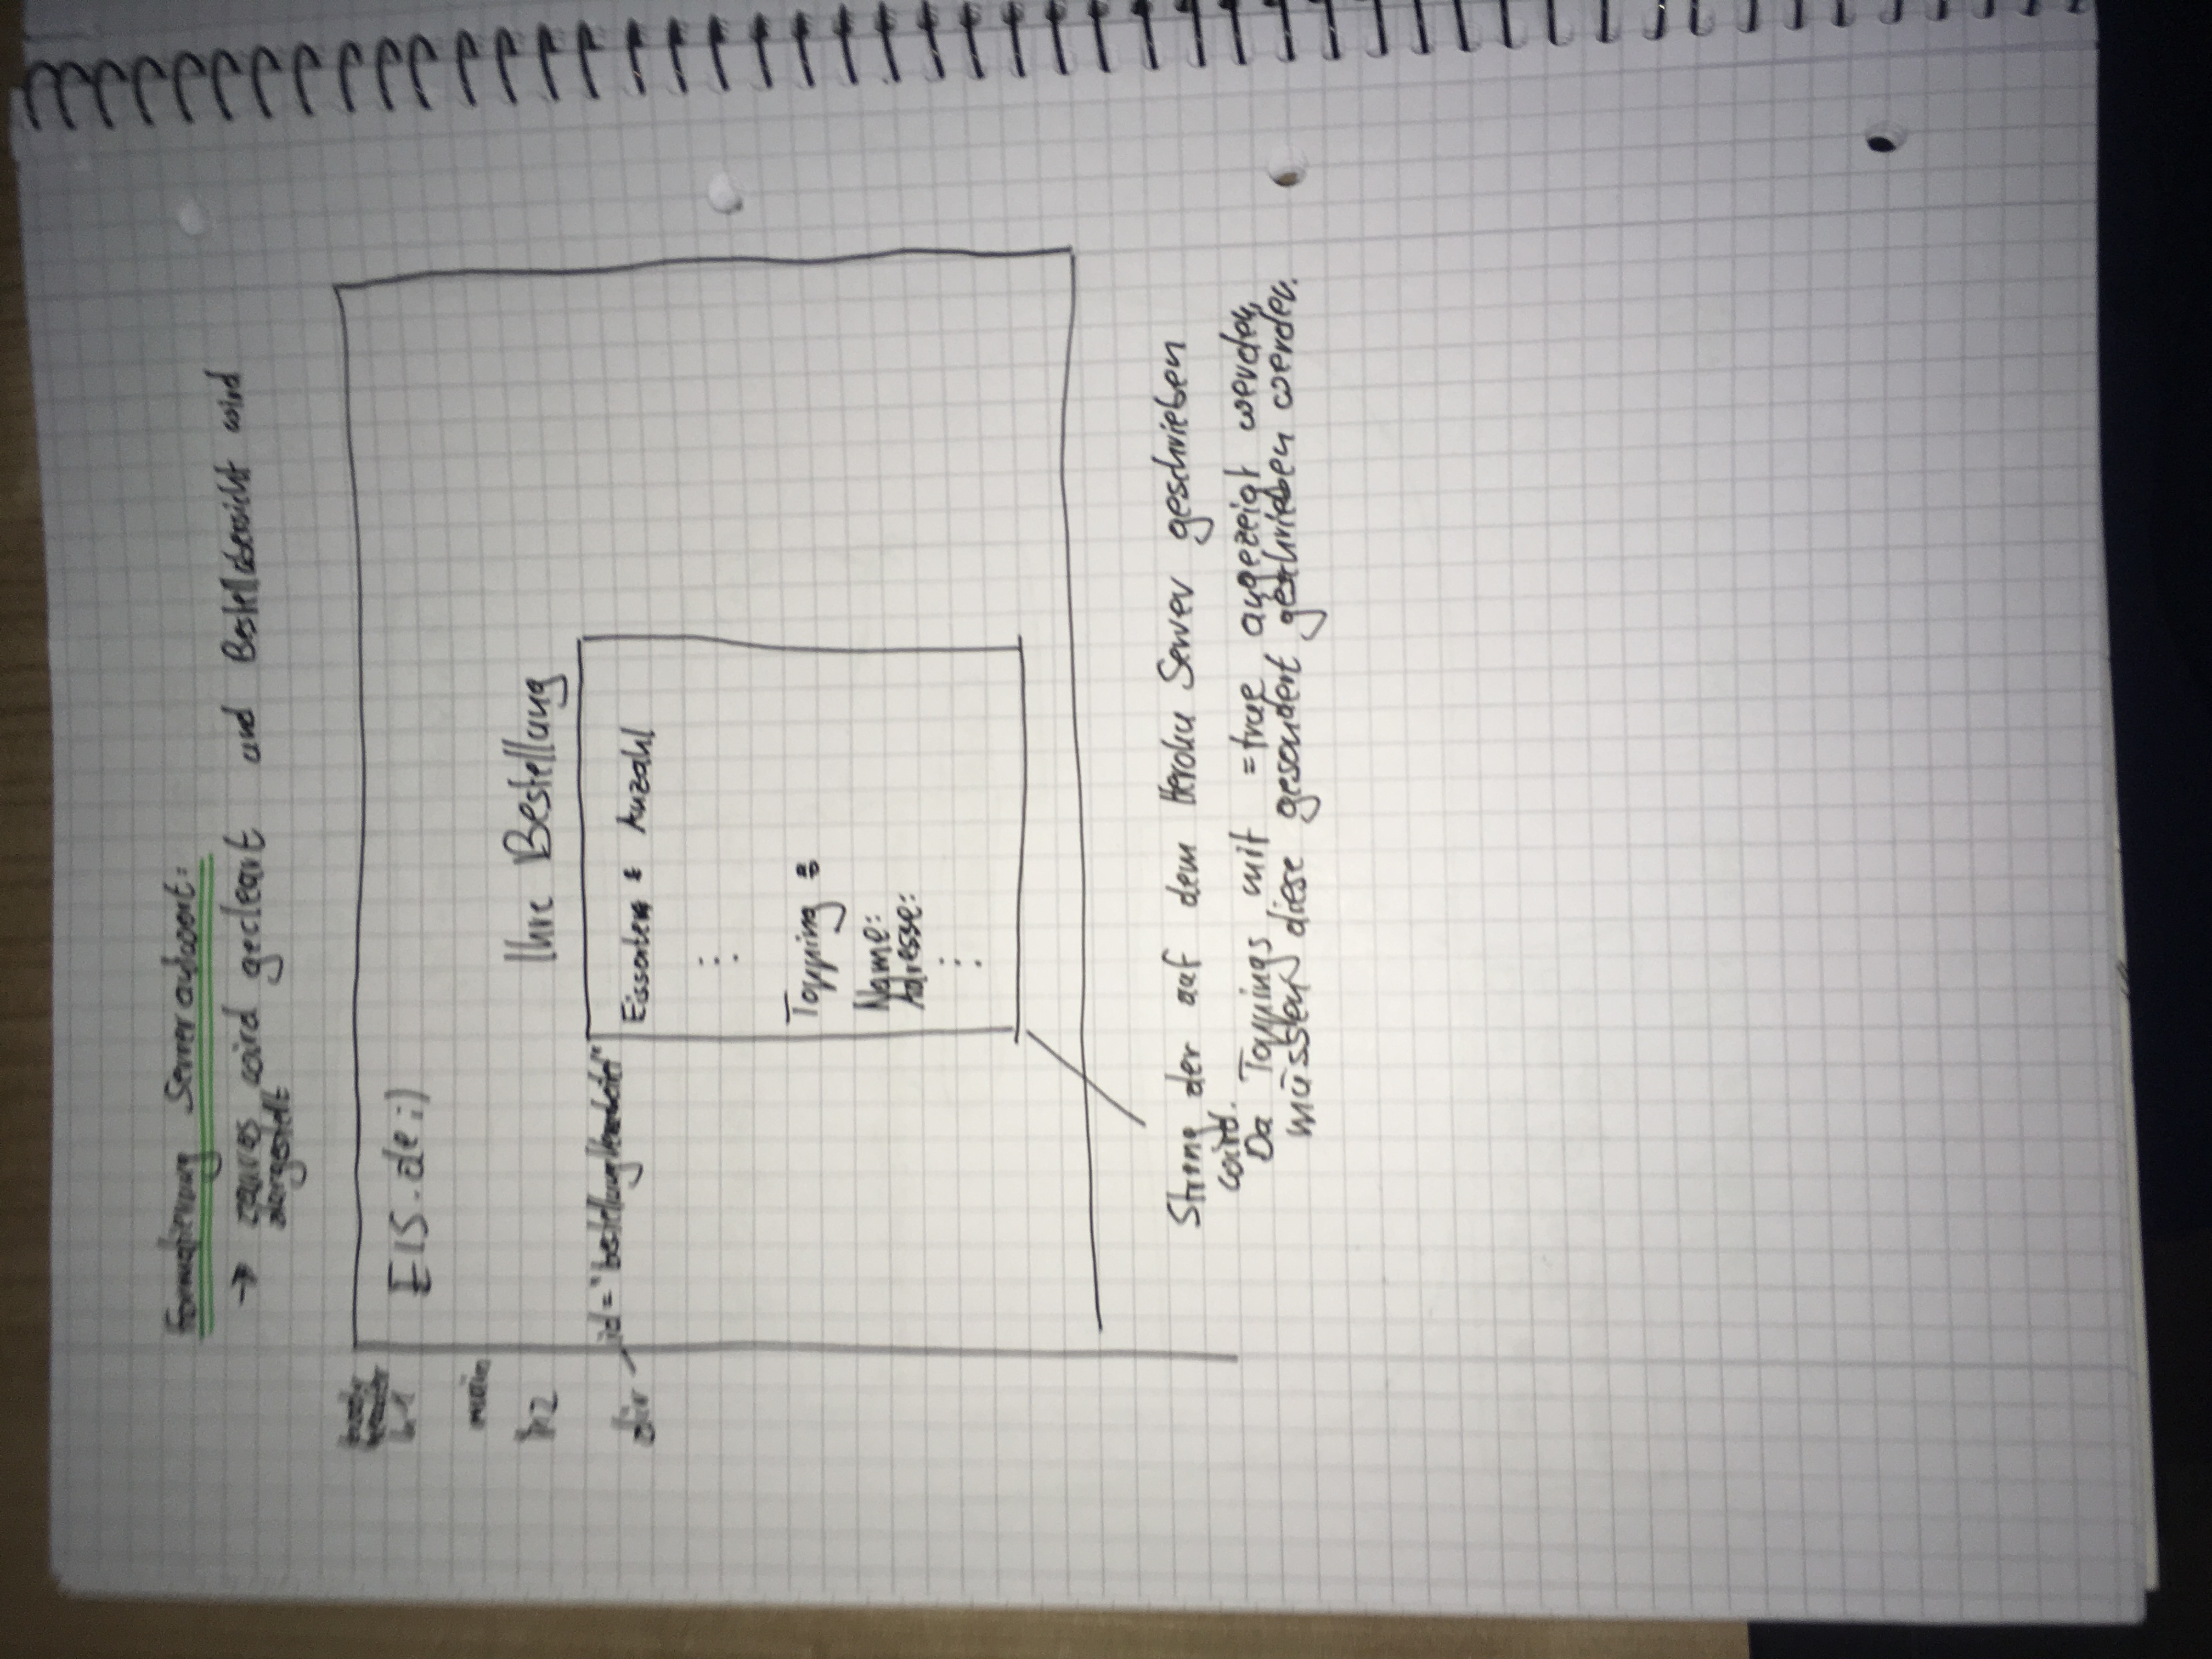 Formatierung Serverantwort:
→ wird gecleart und Bestellübersicht wird
dargestellt
body
header
h1
EIS.de :)
main
h2
Ihre Bestellung
div
id="bestellungVerarbeitet"
Eissorten : Anzahl
⋮
Topping :
Name:
Adresse:
⋮
String der auf dem Heroku Server geschrieben
wird.
Da Toppings mit =true angezeigt werden,
müssen diese gesondert geschrieben werden.